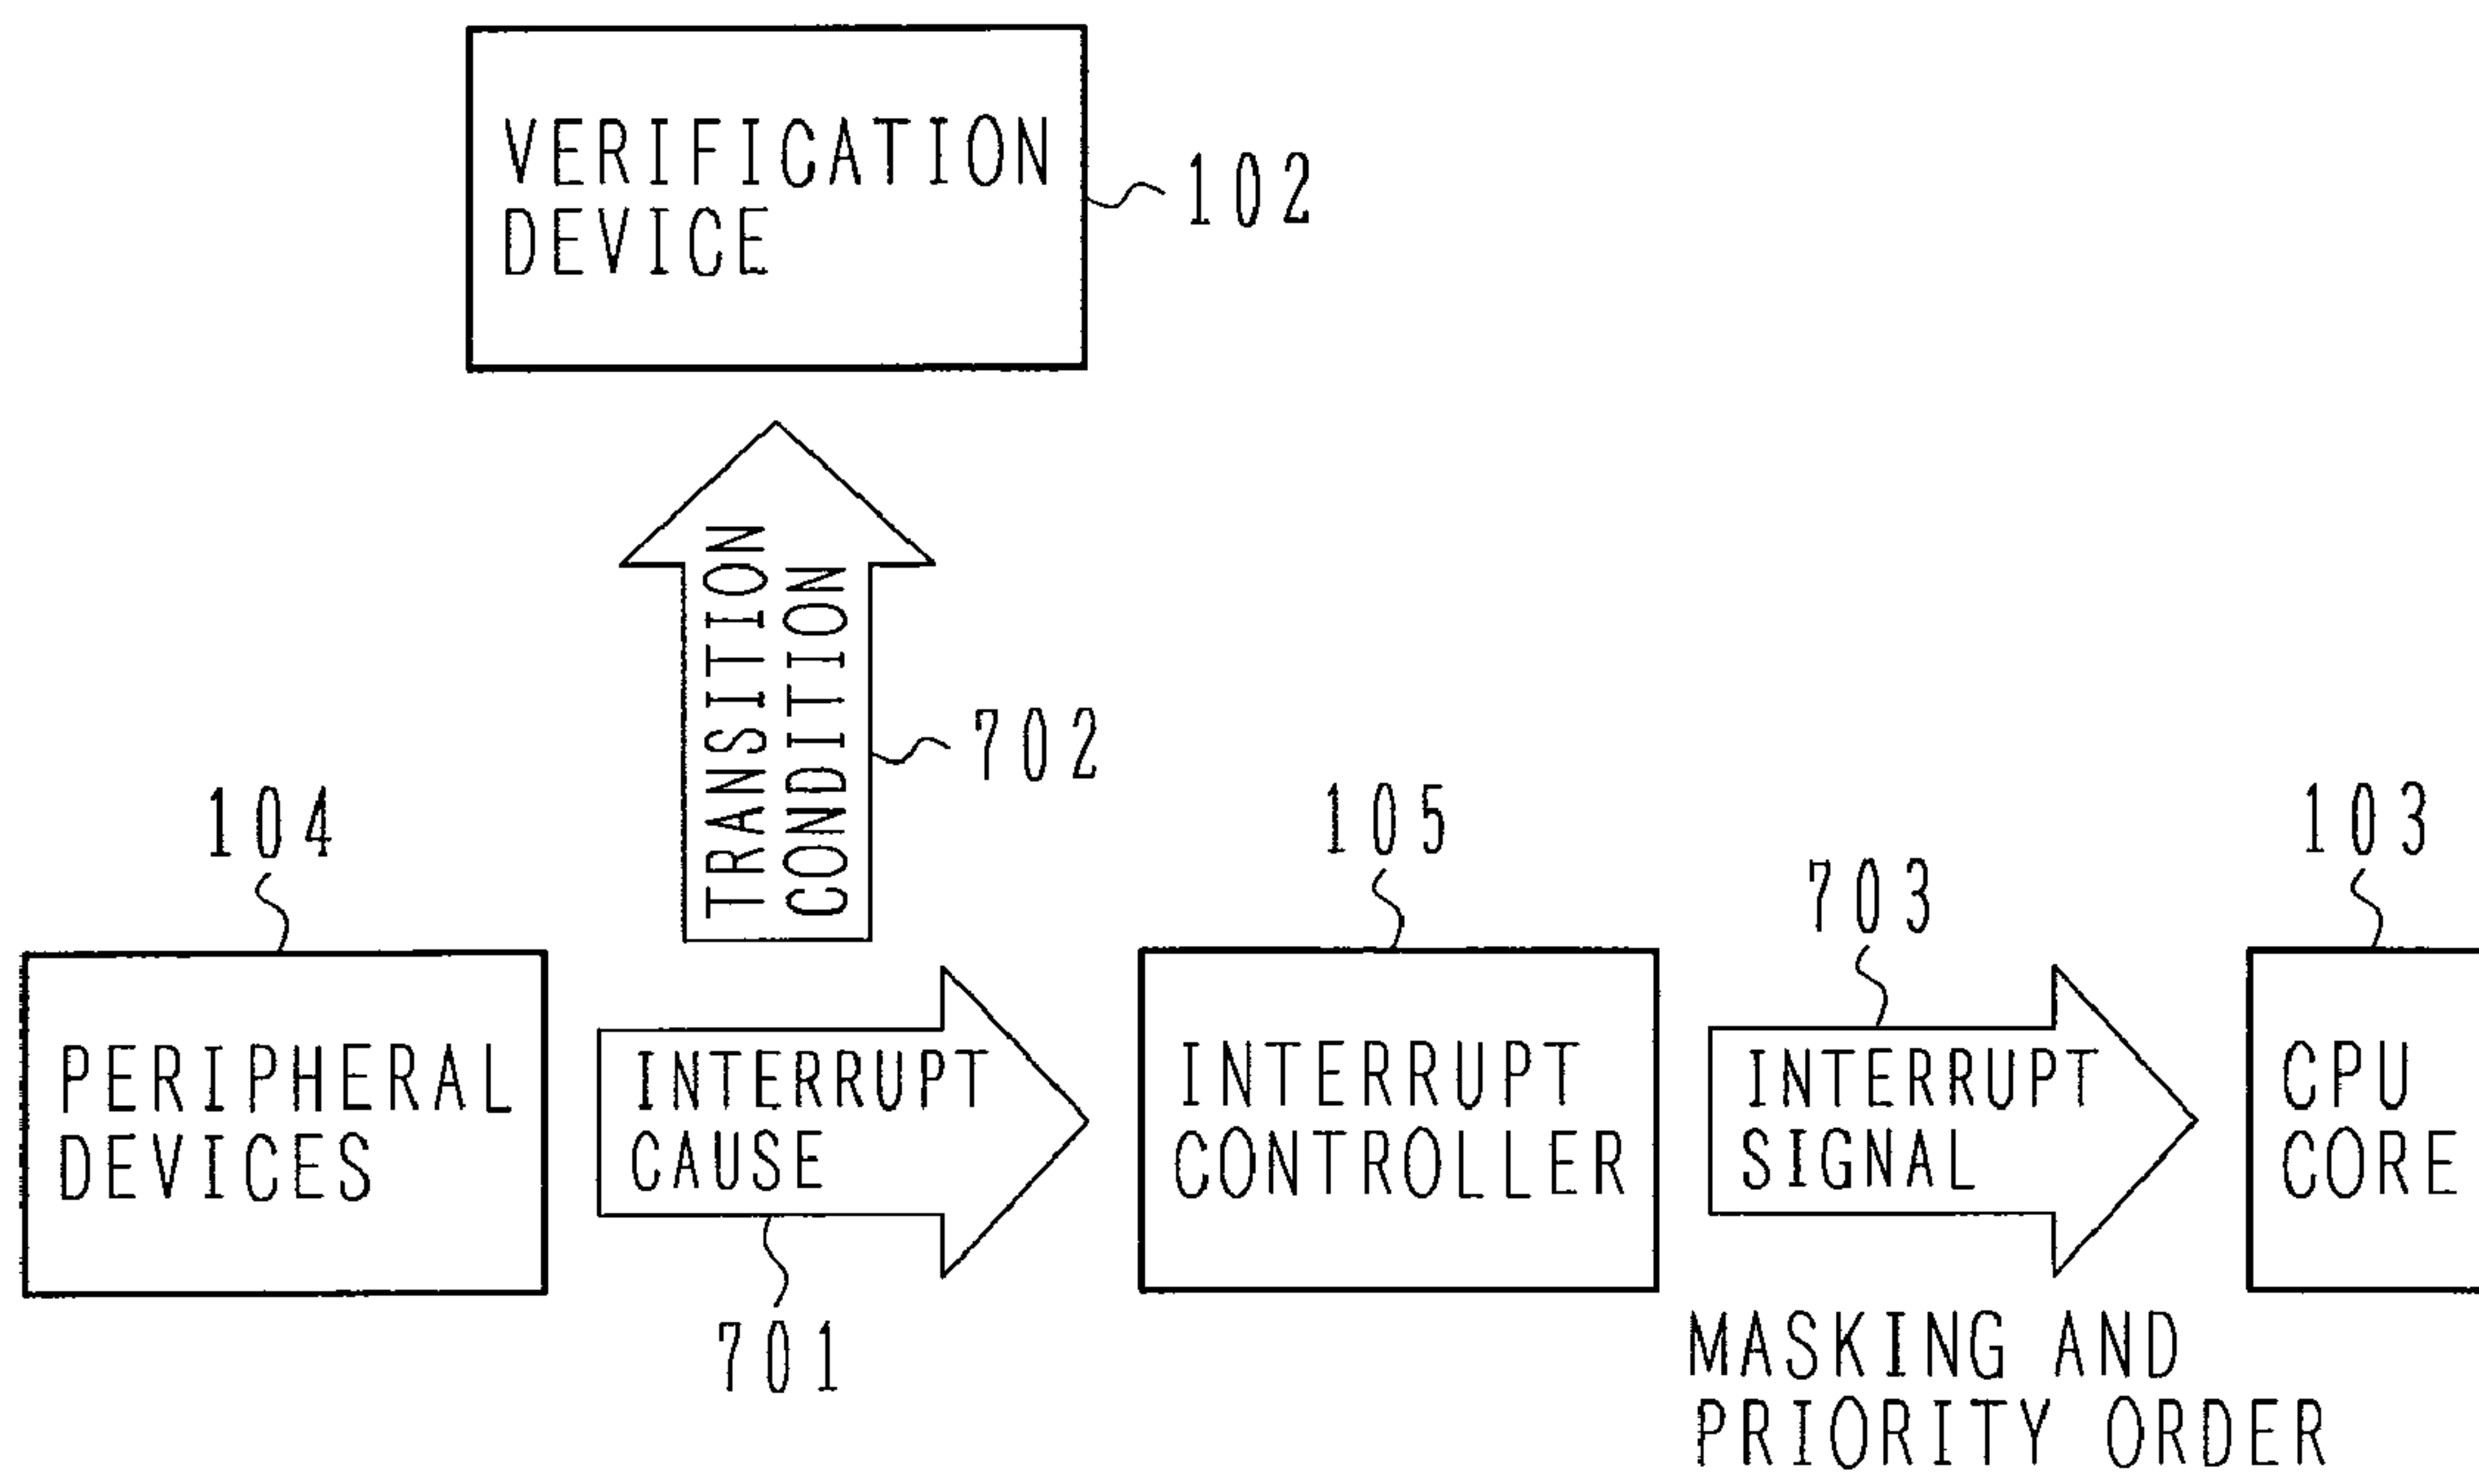 VERIFICATION
DEVICE
102
TRANSITION
CONDITION
702
104
105
703
103
PERIPHERAL
DEVICES
INTERRUPT
CAUSE
INTERRUPT
CONTROLLER
INTERRUPT
SIGNAL
CPU
CORE
701
MASKING AND
PRIORITY ORDER